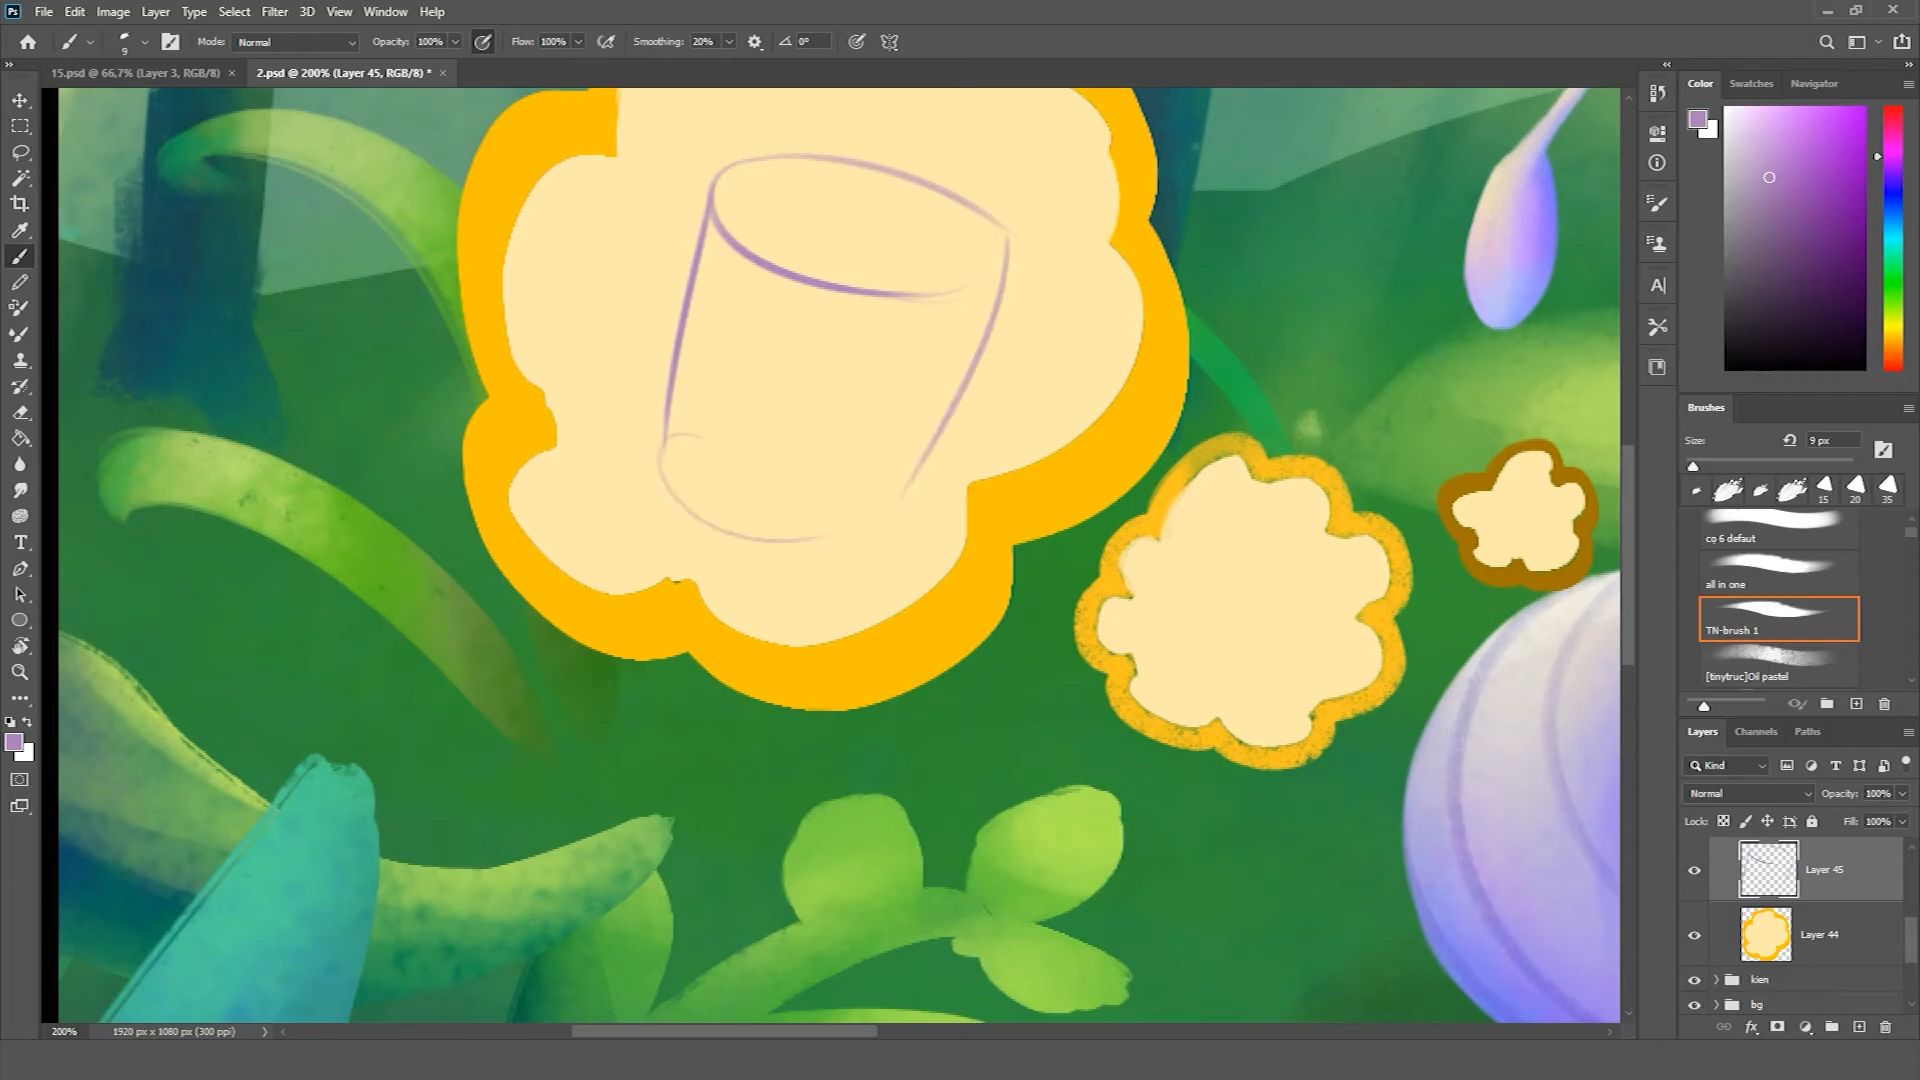 Ps File Edit Image Layer Type Select Filter 3D View Window Help
9 Mode: Normal Opacity: 100% Flow: 100% Smoothing: 20% 0°
15.psd @ 66,7% (Layer 3, RGB/8) × 2.psd @ 200% (Layer 45, RGB/8) * ×
Color Swatches Navigator
Brushes
Size: 9 px
15 20 35
co 6 defaut
all in one
TN-brush 1
[tinytruc]Oil pastel
Layers Channels Paths
Kind
Normal Opacity: 100%
Lock: Fill: 100%
Layer 45
Layer 44
kien
bg
200% 1920 px x 1080 px (300 ppi)